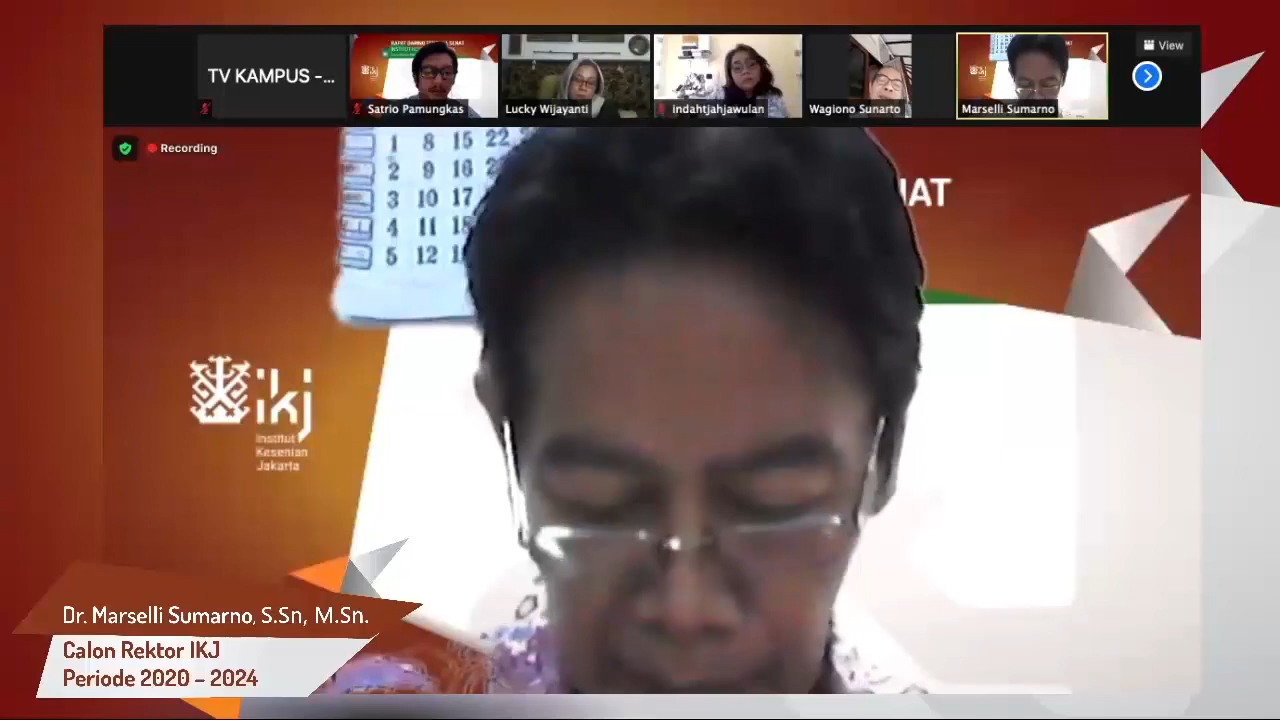 TV KAMPUS -...
Satrio Pamungkas
Lucky Wijayanti
indahtjahjawulan
Wagiono Sunarto
Marselli Sumarno
View
Recording
1 8 15 22
2 9 16
3 10 17
4 11
5 12
ikj
Institut
Kesenian
Jakarta
Dr. Marselli Sumarno, S.Sn, M.Sn.
Calon Rektor IKJ
Periode 2020 – 2024